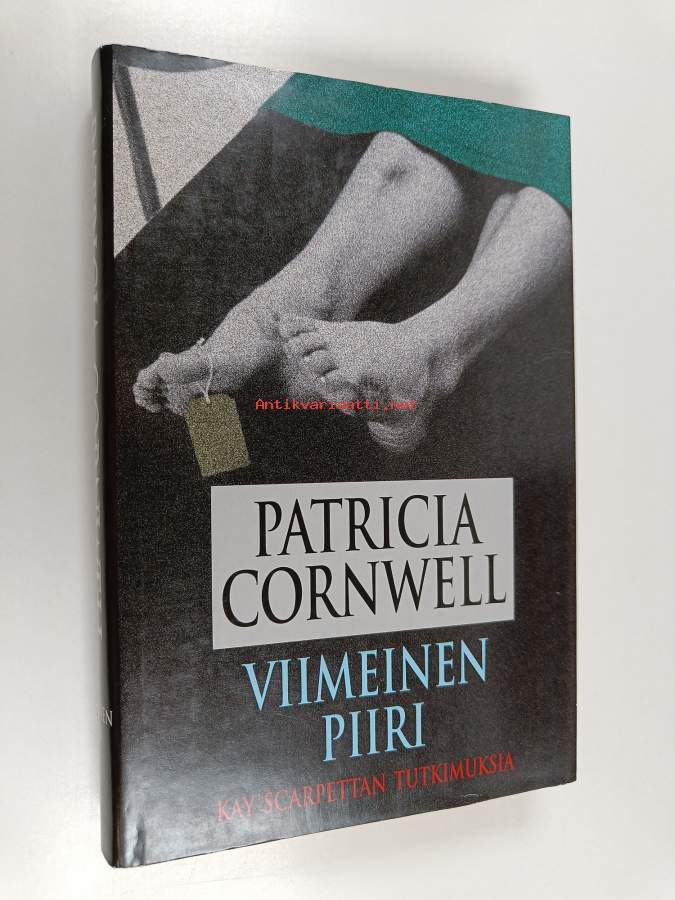 Antikvariaatti.net
PATRICIA
CORNWELL
VIIMEINEN
PIIRI
KAY SCARPETTAN TUTKIMUKSIA